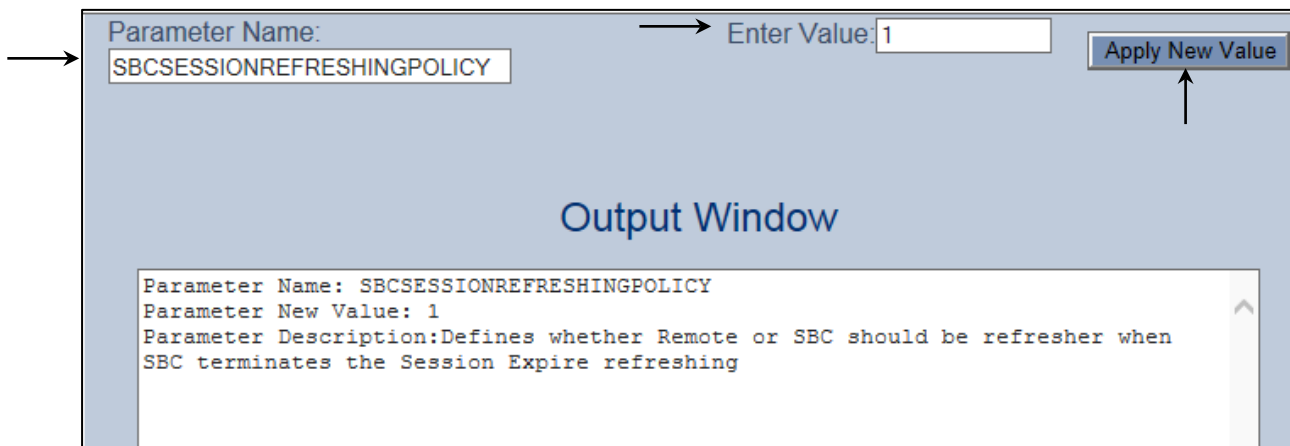 Parameter Name:
Enter Value: 1
SBCSESSIONREFRESHINGPOLICY
Apply New Value
Output Window
Parameter Name: SBCSESSIONREFRESHINGPOLICY
Parameter New Value: 1
Parameter Description:Defines whether Remote or SBC should be refresher when
SBC terminates the Session Expire refreshing